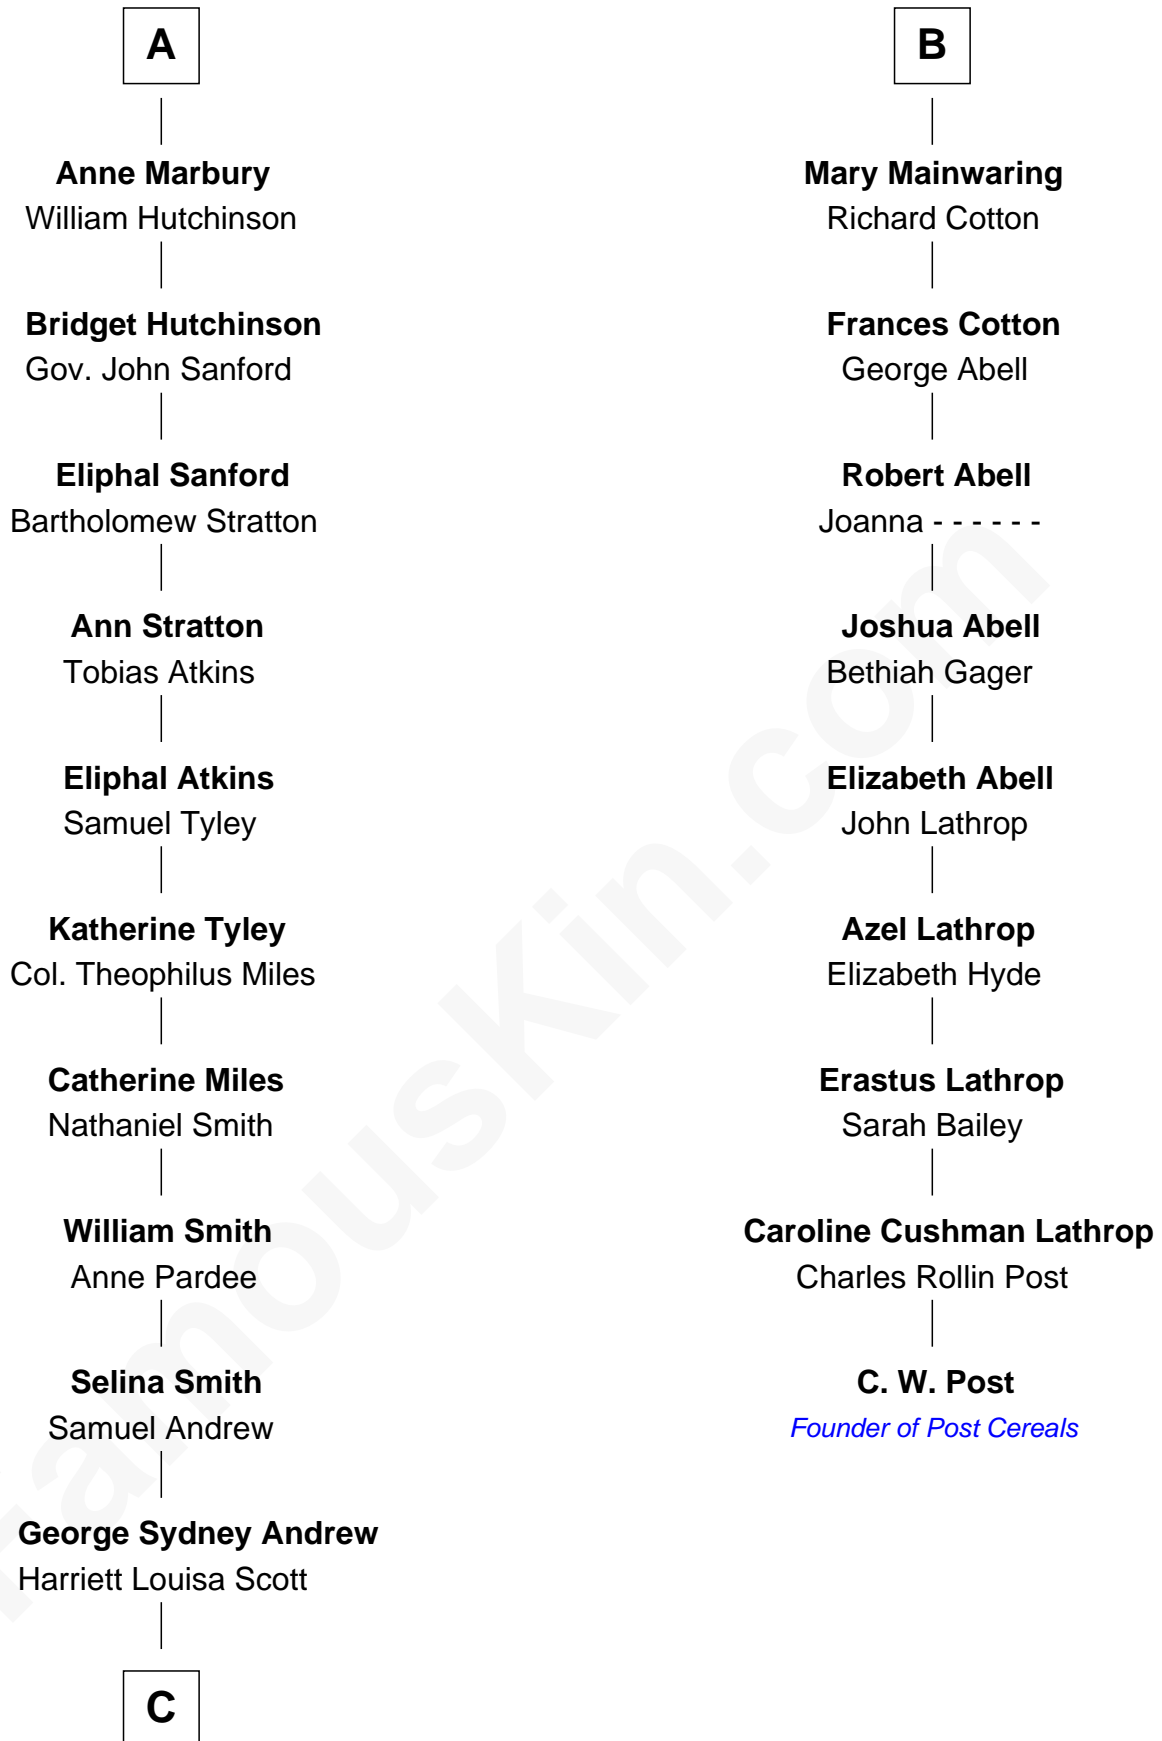 A
Anne Marbury
William Hutchinson
Bridget Hutchinson
Gov. John Sanford
Eliphal Sanford
Bartholomew Stratton
Ann Stratton
Tobias Atkins
Eliphal Atkins
Samuel Tyley
Katherine Tyley
Col. Theophilus Miles
Catherine Miles
Nathaniel Smith
William Smith
Anne Pardee
Selina Smith
Samuel Andrew
George Sydney Andrew
Harriett Louisa Scott
C
B
Mary Mainwaring
Richard Cotton
Frances Cotton
George Abell
Robert Abell
Joanna - - - - - -
Joshua Abell
Bethiah Gager
Elizabeth Abell
John Lathrop
Azel Lathrop
Elizabeth Hyde
Erastus Lathrop
Sarah Bailey
Caroline Cushman Lathrop
Charles Rollin Post
C. W. Post
Founder of Post Cereals
FamousKin.com